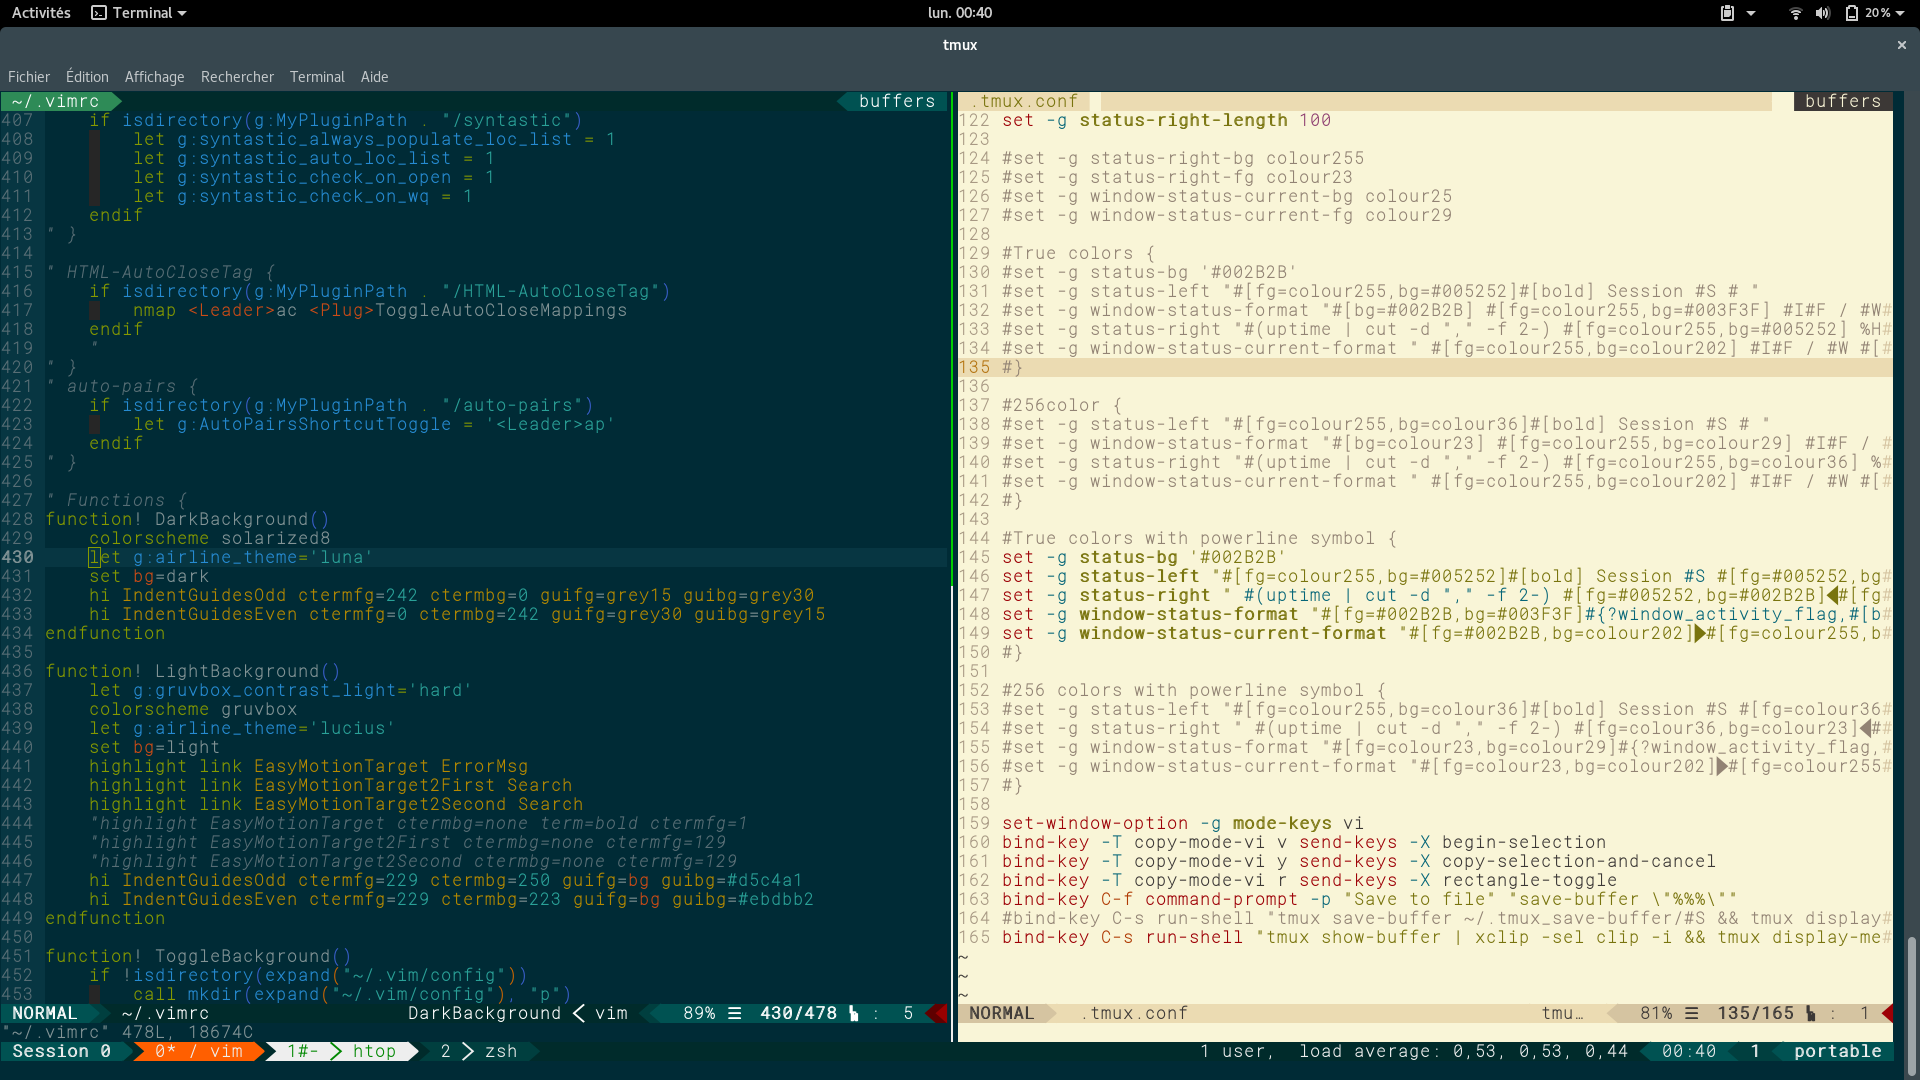 Activités Terminal lun. 00:40 20%
tmux
Fichier Édition Affichage Rechercher Terminal Aide
~/.vimrc buffers
407 if isdirectory(g:MyPluginPath . "/syntastic")
408 let g:syntastic_always_populate_loc_list = 1
409 let g:syntastic_auto_loc_list = 1
410 let g:syntastic_check_on_open = 1
411 let g:syntastic_check_on_wq = 1
412 endif
413 " }
414
415 " HTML-AutoCloseTag {
416 if isdirectory(g:MyPluginPath . "/HTML-AutoCloseTag")
417 nmap <Leader>ac <Plug>ToggleAutoCloseMappings
418 endif
419 "
420 " }
421 " auto-pairs {
422 if isdirectory(g:MyPluginPath . "/auto-pairs")
423 let g:AutoPairsShortcutToggle = '<Leader>ap'
424 endif
425 " }
426
427 " Functions {
428 function! DarkBackground()
429 colorscheme solarized8
430 let g:airline_theme='luna'
431 set bg=dark
432 hi IndentGuidesOdd ctermfg=242 ctermbg=0 guifg=grey15 guibg=grey30
433 hi IndentGuidesEven ctermfg=0 ctermbg=242 guifg=grey30 guibg=grey15
434 endfunction
435
436 function! LightBackground()
437 let g:gruvbox_contrast_light='hard'
438 colorscheme gruvbox
439 let g:airline_theme='lucius'
440 set bg=light
441 highlight link EasyMotionTarget ErrorMsg
442 highlight link EasyMotionTarget2First Search
443 highlight link EasyMotionTarget2Second Search
444 "highlight EasyMotionTarget ctermbg=none term=bold ctermfg=1
445 "highlight EasyMotionTarget2First ctermbg=none ctermfg=129
446 "highlight EasyMotionTarget2Second ctermbg=none ctermfg=129
447 hi IndentGuidesOdd ctermfg=229 ctermbg=250 guifg=bg guibg=#d5c4a1
448 hi IndentGuidesEven ctermfg=229 ctermbg=223 guifg=bg guibg=#ebdbb2
449 endfunction
450
451 function! ToggleBackground()
452 if !isdirectory(expand("~/.vim/config"))
453 call mkdir(expand("~/.vim/config"), "p")
NORMAL ~/.vimrc DarkBackground < vim 89% ☰ 430/478 : 5
"~/.vimrc" 478L, 18674C
.tmux.conf buffers
122 set -g status-right-length 100
123
124 #set -g status-right-bg colour255
125 #set -g status-right-fg colour23
126 #set -g window-status-current-bg colour25
127 #set -g window-status-current-fg colour29
128
129 #True colors {
130 #set -g status-bg '#002B2B'
131 #set -g status-left "#[fg=colour255,bg=#005252]#[bold] Session #S # "
132 #set -g window-status-format "#[bg=#002B2B] #[fg=colour255,bg=#003F3F] #I#F / #W#
133 #set -g status-right "#(uptime | cut -d "," -f 2-) #[fg=colour255,bg=#005252] %H#
134 #set -g window-status-current-format " #[fg=colour255,bg=colour202] #I#F / #W #[#
135 #}
136
137 #256color {
138 #set -g status-left "#[fg=colour255,bg=colour36]#[bold] Session #S # "
139 #set -g window-status-format "#[bg=colour23] #[fg=colour255,bg=colour29] #I#F / #
140 #set -g status-right "#(uptime | cut -d "," -f 2-) #[fg=colour255,bg=colour36] %#
141 #set -g window-status-current-format " #[fg=colour255,bg=colour202] #I#F / #W #[#
142 #}
143
144 #True colors with powerline symbol {
145 set -g status-bg '#002B2B'
146 set -g status-left "#[fg=colour255,bg=#005252]#[bold] Session #S #[fg=#005252,bg#
147 set -g status-right " #(uptime | cut -d "," -f 2-) #[fg=#005252,bg=#002B2B]◀#[fg#
148 set -g window-status-format "#[fg=#002B2B,bg=#003F3F]#{?window_activity_flag,#[b#
149 set -g window-status-current-format "#[fg=#002B2B,bg=colour202]▶#[fg=colour255,b#
150 #}
151
152 #256 colors with powerline symbol {
153 #set -g status-left "#[fg=colour255,bg=colour36]#[bold] Session #S #[fg=colour36#
154 #set -g status-right " #(uptime | cut -d "," -f 2-) #[fg=colour36,bg=colour23]◀##
155 #set -g window-status-format "#[fg=colour23,bg=colour29]#{?window_activity_flag,#
156 #set -g window-status-current-format "#[fg=colour23,bg=colour202]▶#[fg=colour255#
157 #}
158
159 set-window-option -g mode-keys vi
160 bind-key -T copy-mode-vi v send-keys -X begin-selection
161 bind-key -T copy-mode-vi y send-keys -X copy-selection-and-cancel
162 bind-key -T copy-mode-vi r send-keys -X rectangle-toggle
163 bind-key C-f command-prompt -p "Save to file" "save-buffer \"%%%\""
164 #bind-key C-s run-shell "tmux save-buffer ~/.tmux_save-buffer/#S && tmux display#
165 bind-key C-s run-shell "tmux show-buffer | xclip -sel clip -i && tmux display-me#
~
~
~
NORMAL .tmux.conf tmu… 81% ☰ 135/165 : 1
Session 0 0* / vim 1#- > htop 2 > zsh 1 user, load average: 0,53, 0,53, 0,44 00:40 1 portable